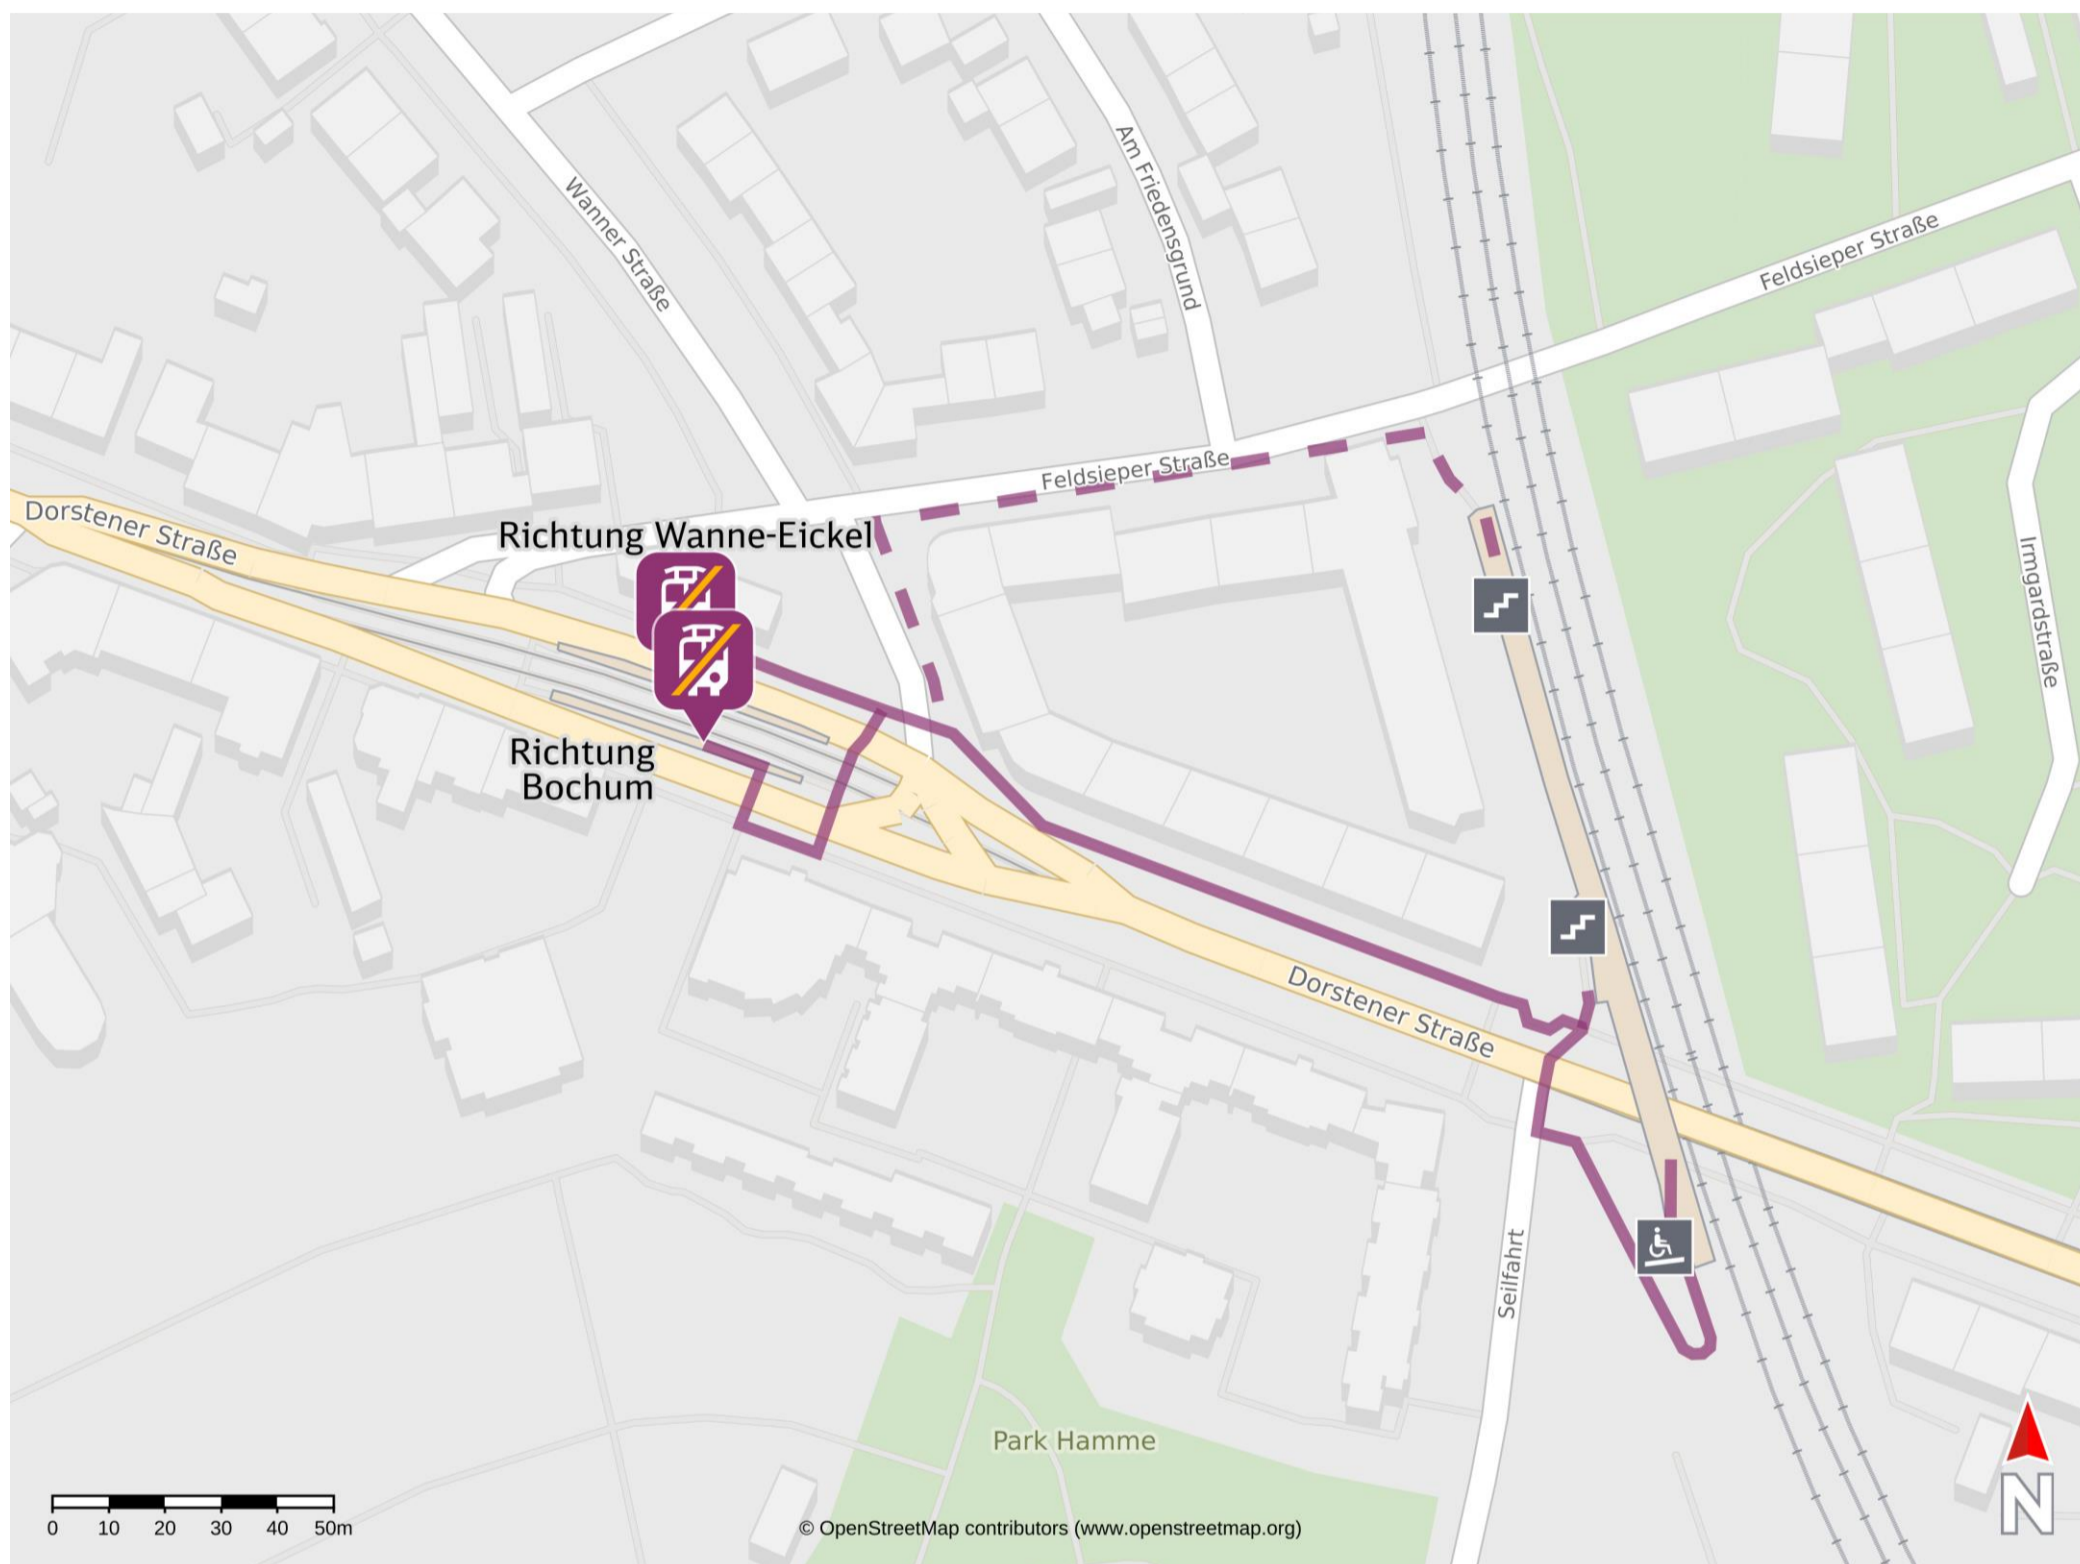 Am Friedensgrund
Wanner Straße
Feldsieper Straße
Feldsieper Straße
Dorstener Straße
Richtung Wanne-Eickel
Irmgardstraße
Richtung
Bochum
Dorstener Straße
Seilfahrt
Park Hamme
0 10 20 30 40 50m
© OpenStreetMap contributors (www.openstreetmap.org)
N